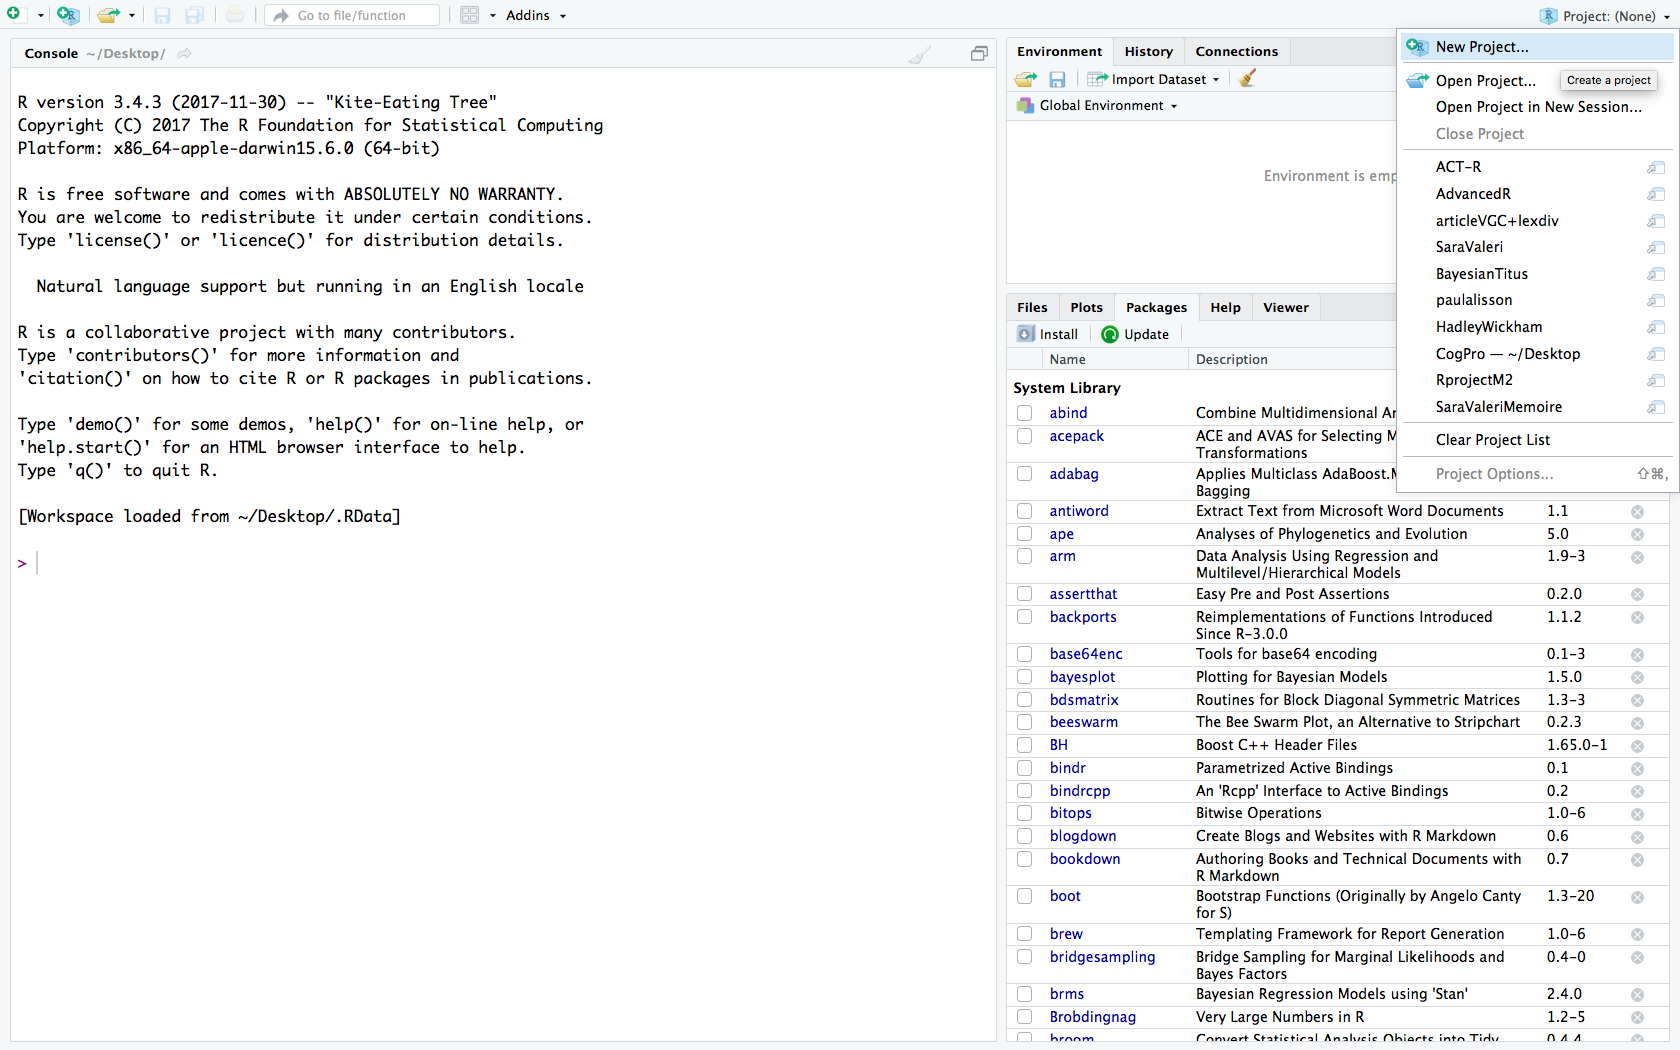 Go to file/function
Addins
Project: (None)
Console ~/Desktop/
R version 3.4.3 (2017-11-30) -- "Kite-Eating Tree"
Copyright (C) 2017 The R Foundation for Statistical Computing
Platform: x86_64-apple-darwin15.6.0 (64-bit)
R is free software and comes with ABSOLUTELY NO WARRANTY.
You are welcome to redistribute it under certain conditions.
Type 'license()' or 'licence()' for distribution details.
Natural language support but running in an English locale
R is a collaborative project with many contributors.
Type 'contributors()' for more information and
'citation()' on how to cite R or R packages in publications.
Type 'demo()' for some demos, 'help()' for on-line help, or
'help.start()' for an HTML browser interface to help.
Type 'q()' to quit R.
[Workspace loaded from ~/Desktop/.RData]
>
Environment History Connections
Import Dataset
Global Environment
Environment is emp
New Project...
Create a project
Open Project...
Open Project in New Session...
Close Project
ACT-R
AdvancedR
articleVGC+lexdiv
SaraValeri
BayesianTitus
paulalisson
HadleyWickham
CogPro — ~/Desktop
RprojectM2
SaraValeriMemoire
Clear Project List
Project Options... ⇧⌘,
Files Plots Packages Help Viewer
Install Update
Name Description
System Library
abind Combine Multidimensional Ar
acepack ACE and AVAS for Selecting M
Transformations
adabag Applies Multiclass AdaBoost.M
Bagging
antiword Extract Text from Microsoft Word Documents 1.1
ape Analyses of Phylogenetics and Evolution 5.0
arm Data Analysis Using Regression and 1.9-3
Multilevel/Hierarchical Models
assertthat Easy Pre and Post Assertions 0.2.0
backports Reimplementations of Functions Introduced 1.1.2
Since R-3.0.0
base64enc Tools for base64 encoding 0.1-3
bayesplot Plotting for Bayesian Models 1.5.0
bdsmatrix Routines for Block Diagonal Symmetric Matrices 1.3-3
beeswarm The Bee Swarm Plot, an Alternative to Stripchart 0.2.3
BH Boost C++ Header Files 1.65.0-1
bindr Parametrized Active Bindings 0.1
bindrcpp An 'Rcpp' Interface to Active Bindings 0.2
bitops Bitwise Operations 1.0-6
blogdown Create Blogs and Websites with R Markdown 0.6
bookdown Authoring Books and Technical Documents with 0.7
R Markdown
boot Bootstrap Functions (Originally by Angelo Canty 1.3-20
for S)
brew Templating Framework for Report Generation 1.0-6
bridgesampling Bridge Sampling for Marginal Likelihoods and 0.4-0
Bayes Factors
brms Bayesian Regression Models using 'Stan' 2.4.0
Brobdingnag Very Large Numbers in R 1.2-5
broom Convert Statistical Analysis Objects into Tidy 0.4.4